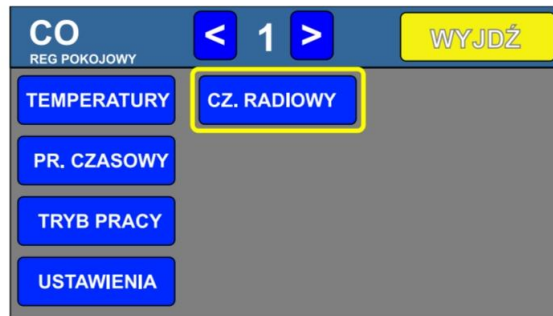 CO
REG POKOJOWY
< 1 >
WYJDŹ
TEMPERATURY
CZ. RADIOWY
PR. CZASOWY
TRYB PRACY
USTAWIENIA